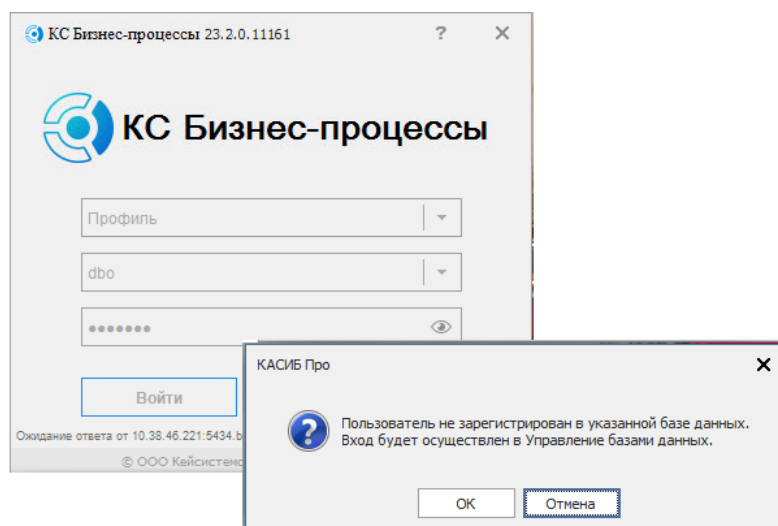 КС Бизнес-процессы 23.2.0.11161
КС Бизнес-процессы
Профиль
dbo
Войти
Ожидание ответа от 10.38.46.221:5434.b
© ООО
КАСИБ Про
Пользователь не зарегистрирован в указанной базе данных.
Вход будет осуществлен в Управление базами данных.
OK
Отмена